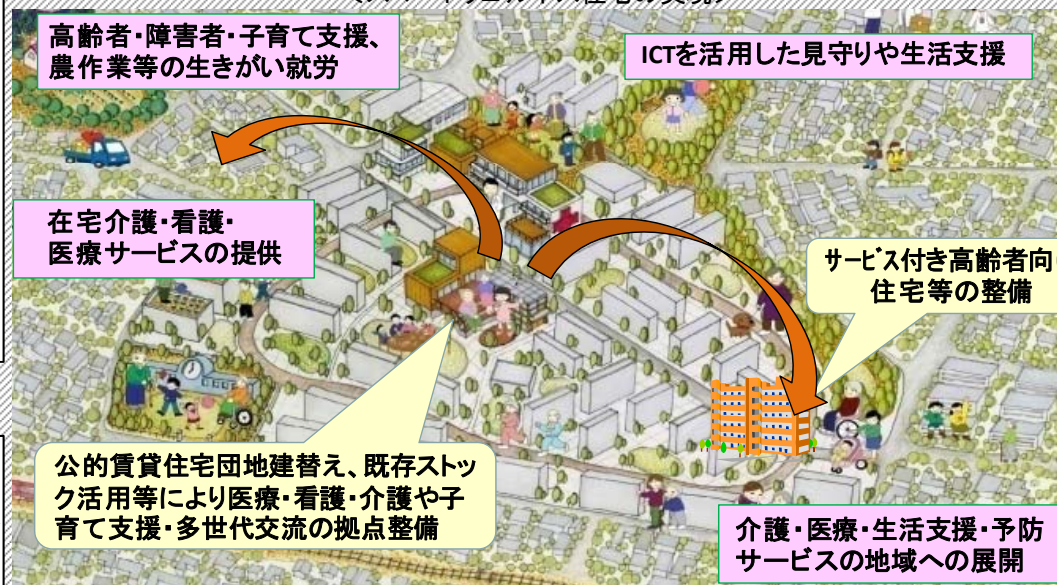 高齢者・障害者・子育て支援、
農作業等の生きがい就労
ICTを活用した見守りや生活支援
在宅介護・看護・
医療サービスの提供
サービス付き高齢者向
住宅等の整備
公的賃貸住宅団地建替え、既存ストッ
ク活用等により医療・看護・介護や子
育て支援・多世代交流の拠点整備
介護・医療・生活支援・予防
サービスの地域への展開